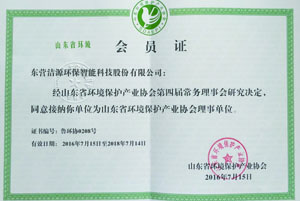 山东省环境
会员证
东营洁源环保智能科技股份有限公司:
经山东省环境保护产业协会第四届常务理事会研究决定,
同意接纳你单位为山东省环境保护产业协会理事单位。
证书编号:鲁环协0208号
有效日期:2016年7月15日至2018年7月14日
山东省环境保护产业协会
2016年7月15日